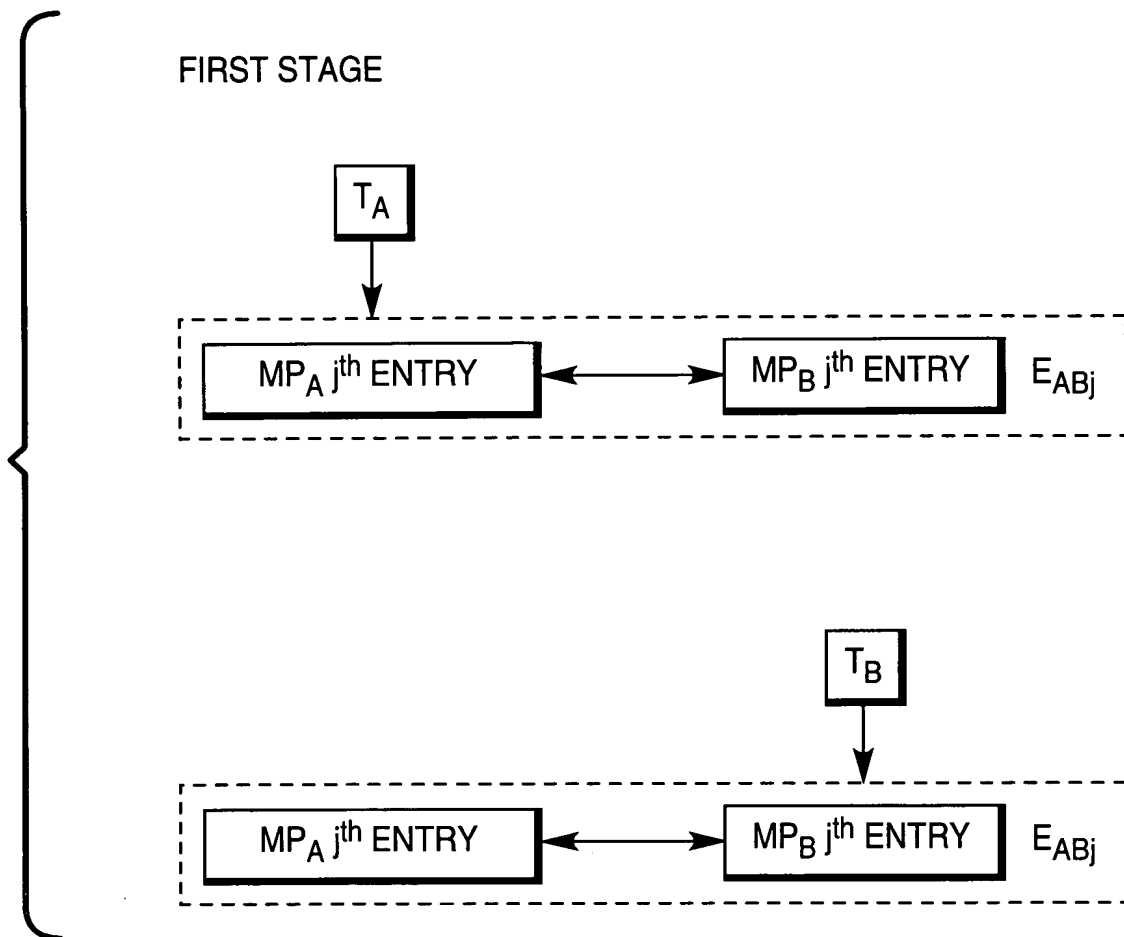 FIRST STAGE
T_A
MP_A j^th ENTRY MP_B j^th ENTRY E_ABj
T_B
MP_A j^th ENTRY MP_B j^th ENTRY E_ABj